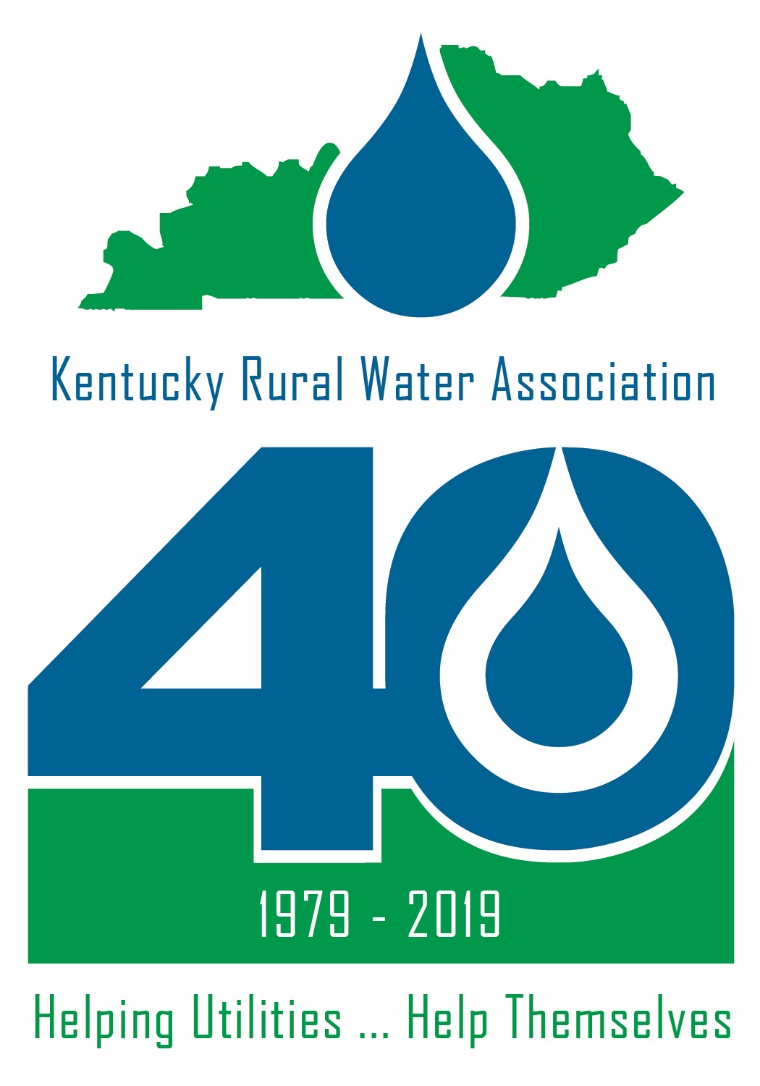 Kentucky Rural Water Association
40
1979 - 2019
Helping Utilities ... Help Themselves